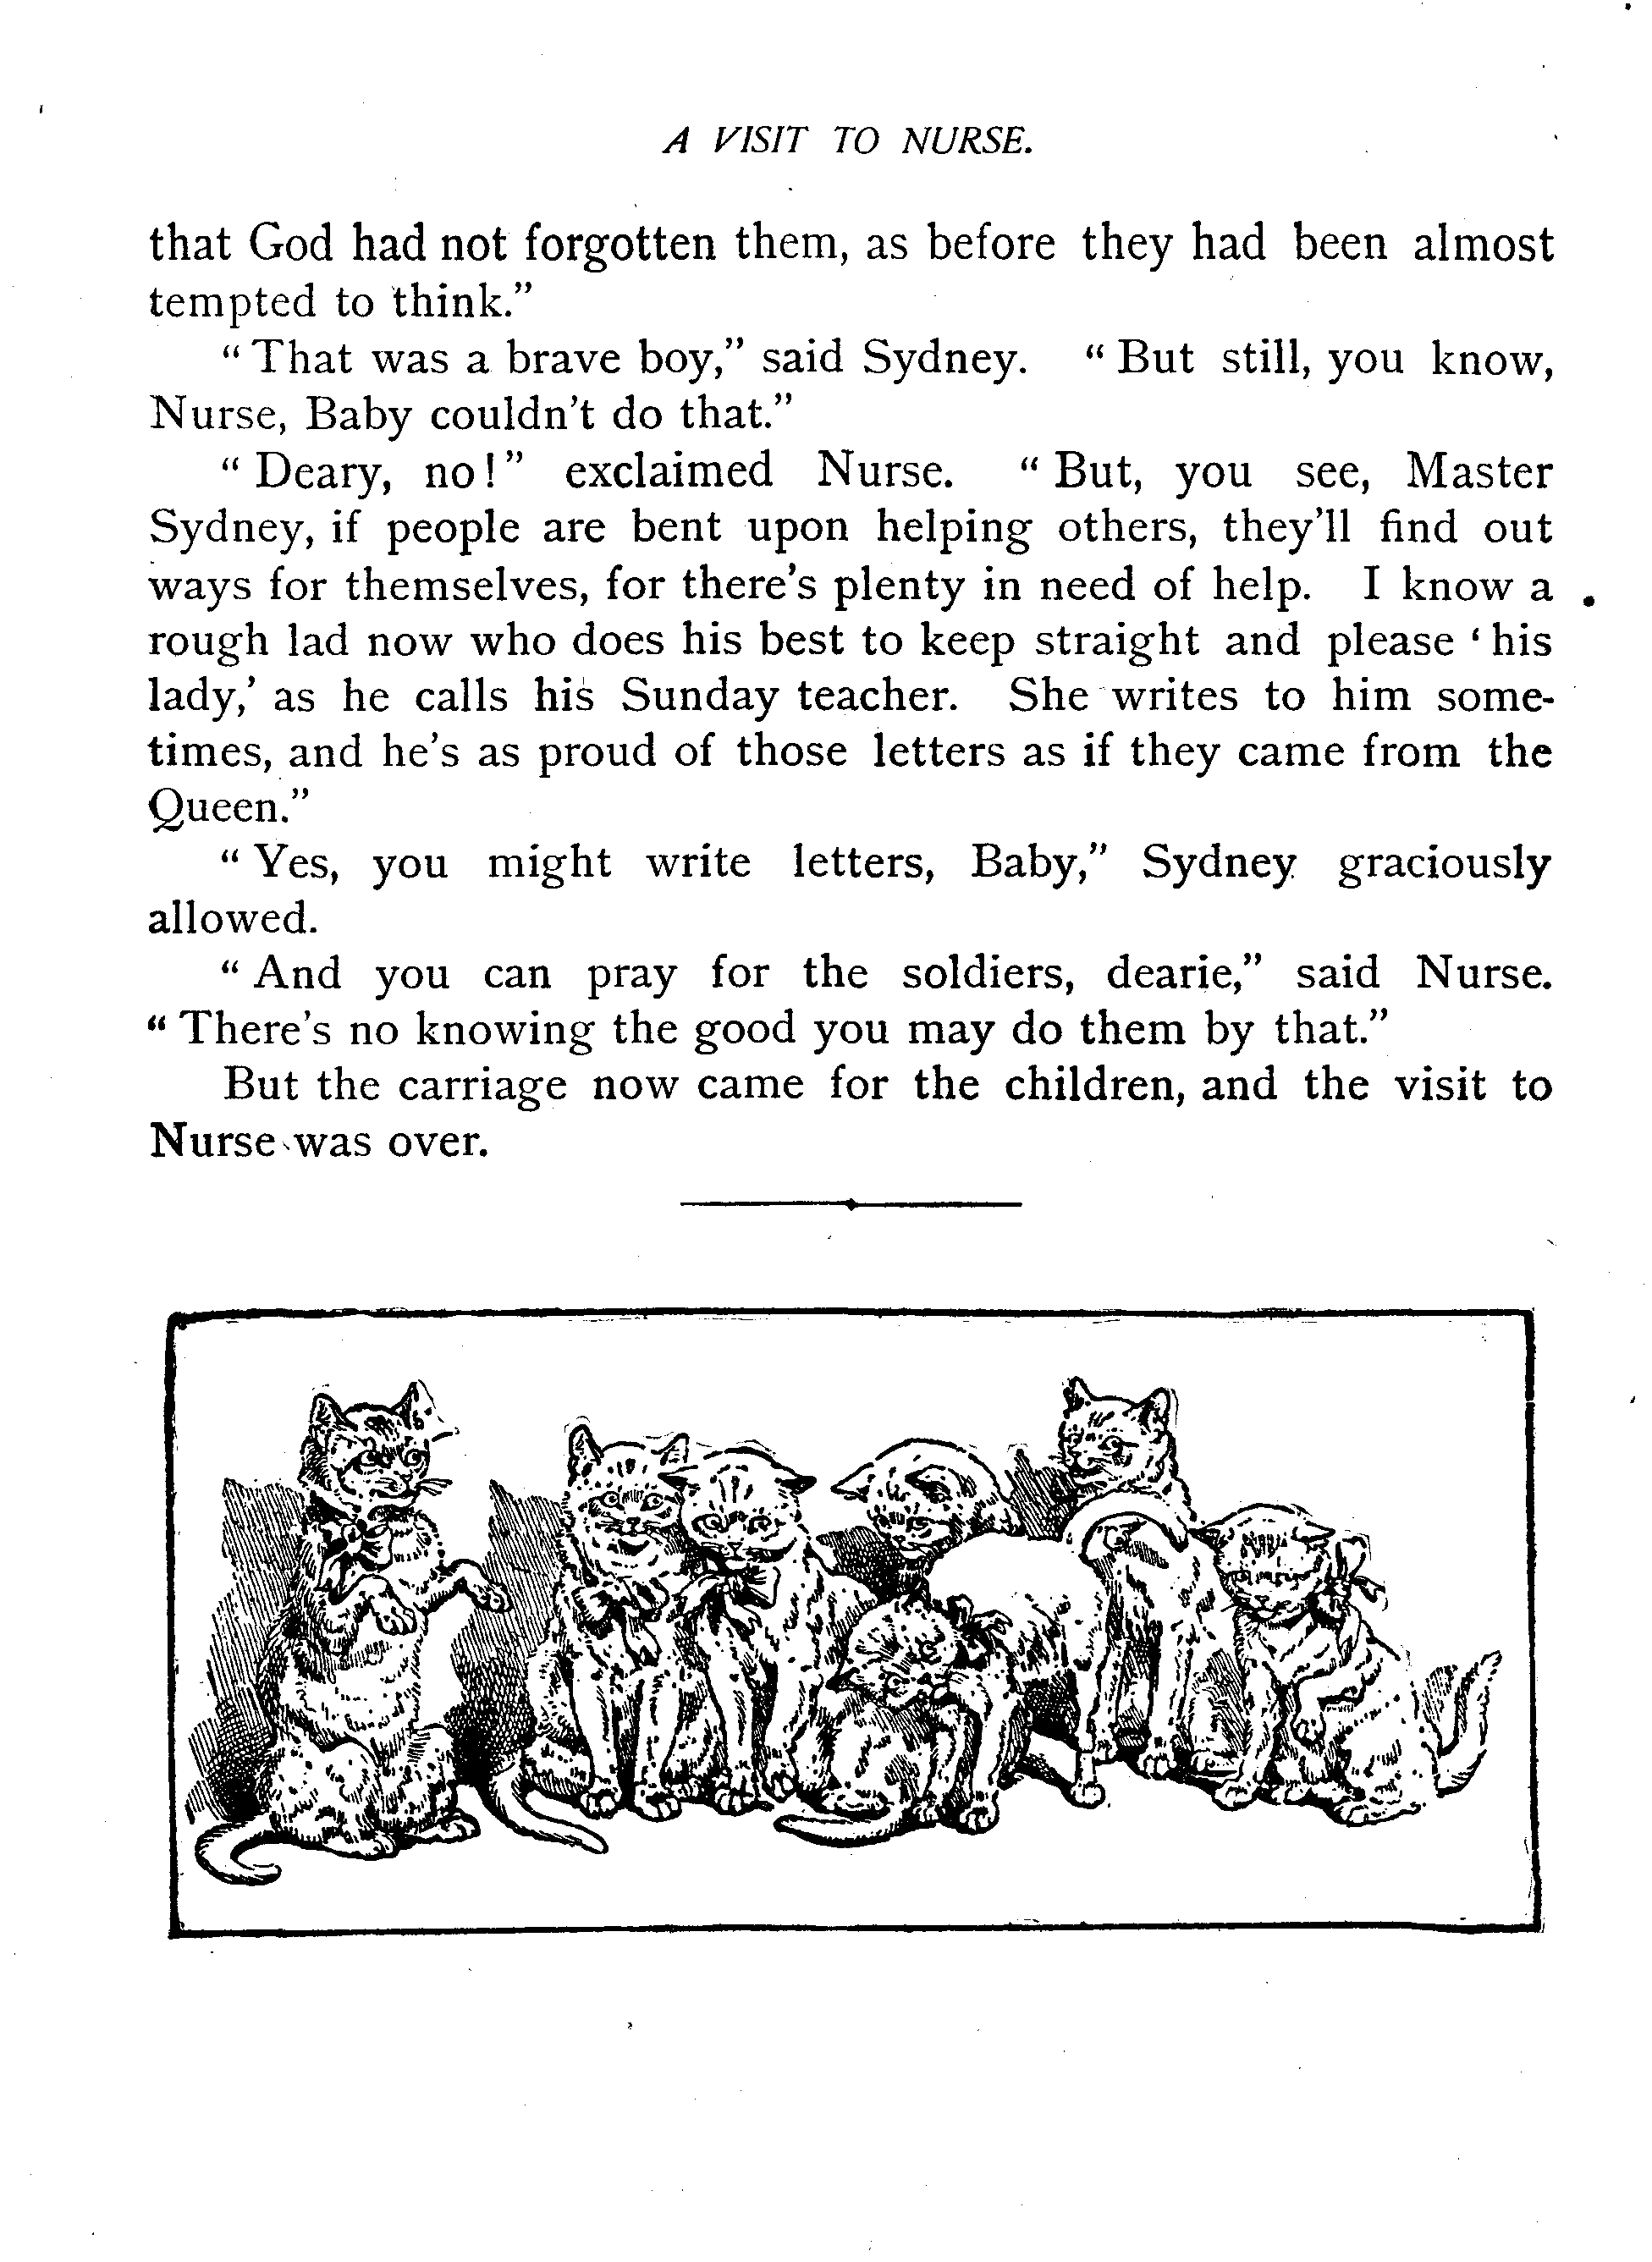 A VISIT TO NURSE.
that God had not forgotten them, as before they had been almost
tempted to think.”
“That was a brave boy,” said Sydney. “But still, you know,
Nurse, Baby couldn't do that.”
“Deary, no!” exclaimed Nurse. “But, you see, Master
Sydney, if people are bent upon helping others, they'll find out
ways for themselves, for there's plenty in need of help. I know a
rough lad now who does his best to keep straight and please ‘his
lady,’ as he calls his Sunday teacher. She writes to him some-
times, and he's as proud of those letters as if they came from the
Queen.”
“Yes, you might write letters, Baby,” Sydney graciously
allowed.
“And you can pray for the soldiers, dearie,” said Nurse.
“There's no knowing the good you may do them by that.”
But the carriage now came for the children, and the visit to
Nurse was over.